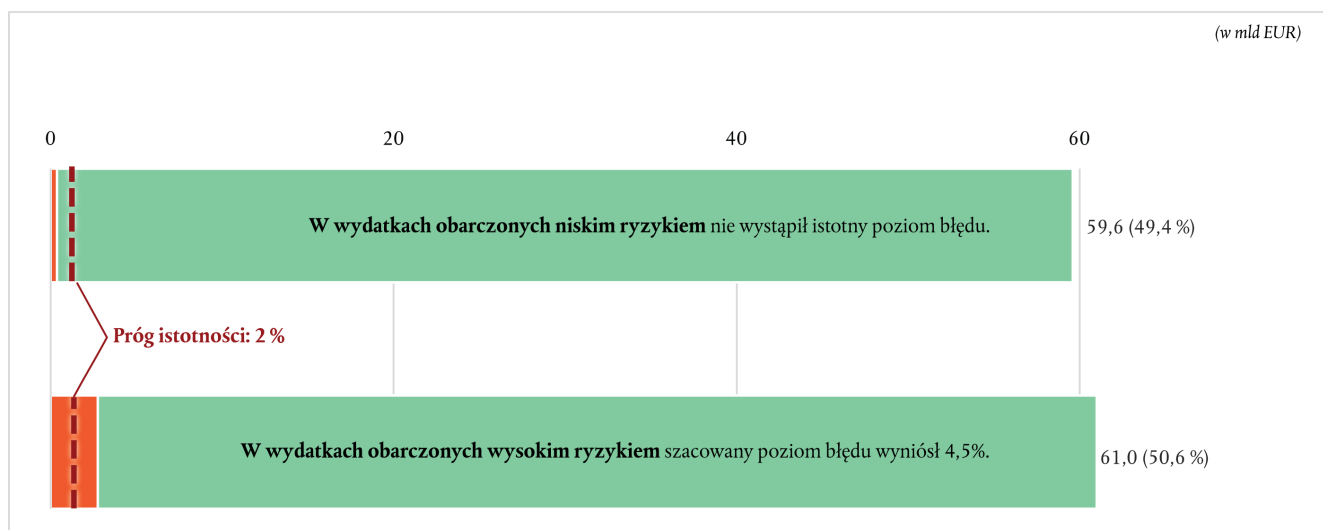 (w mld EUR)
0 20 40 60
W wydatkach obarczonych niskim ryzykiem nie wystąpił istotny poziom błędu.
59,6 (49,4 %)
Próg istotności: 2 %
W wydatkach obarczonych wysokim ryzykiem szacowany poziom błędu wyniósł 4,5%.
61,0 (50,6 %)